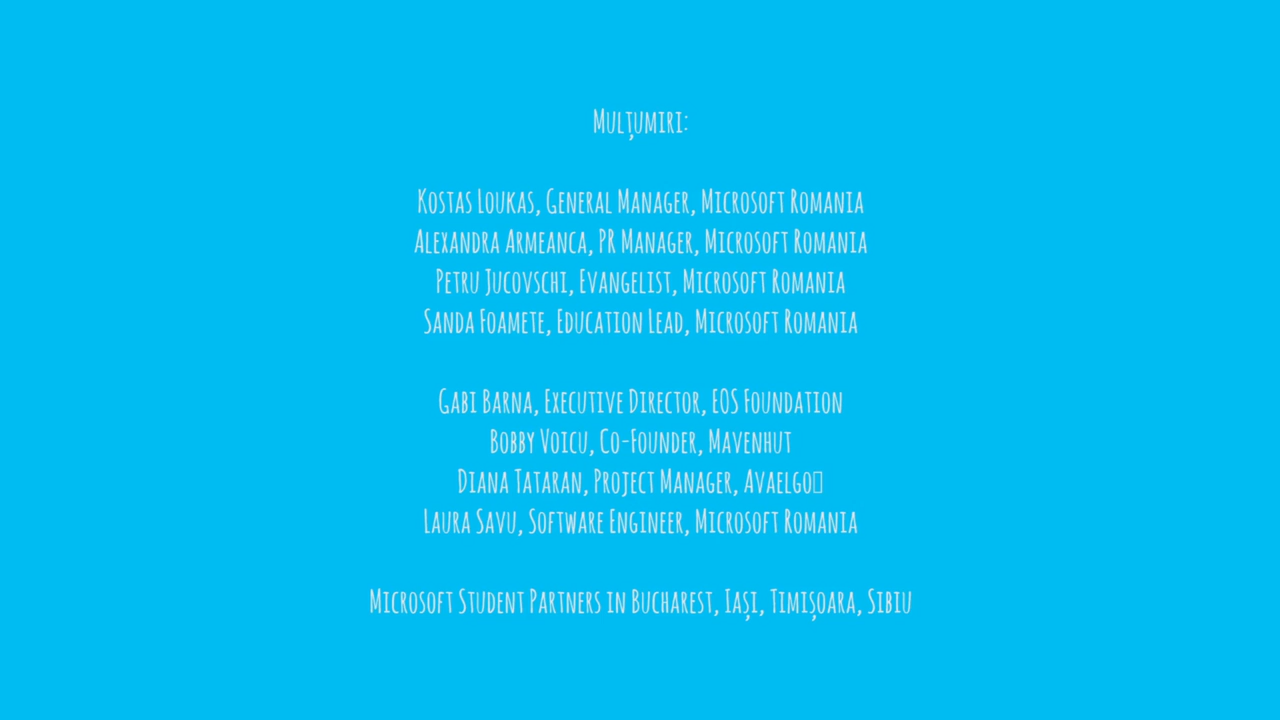 Mulțumiri:
Kostas Loukas, General Manager, Microsoft Romania
Alexandra Armeanca, PR Manager, Microsoft Romania
Petru Jucovschi, Evangelist, Microsoft Romania
Sanda Foamete, Education Lead, Microsoft Romania
Gabi Barna, Executive Director, EOS Foundation
Bobby Voicu, Co-Founder, Mavenhut
Diana Tataran, Project Manager, Avaelgo
Laura Savu, Software Engineer, Microsoft Romania
Microsoft Student Partners in Bucharest, Iași, Timișoara, Sibiu